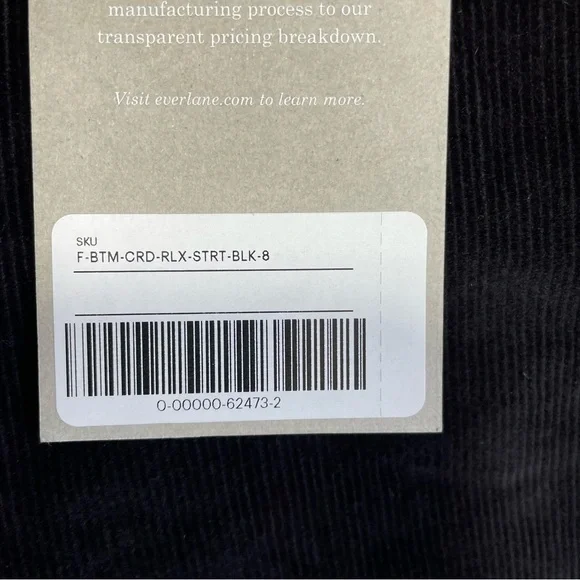 manufacturing process to our
transparent pricing breakdown.
Visit everlane.com to learn more.
SKU
F-BTM-CRD-RLX-STRT-BLK-8
0-00000-62473-2